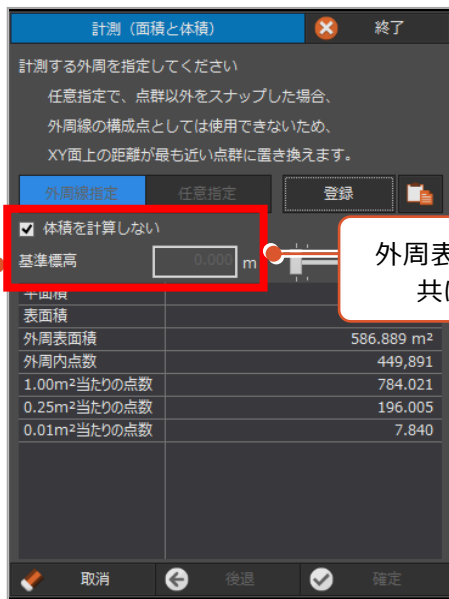 計測（面積と体積）
終了
計測する外周を指定してください
任意指定で、点群以外をスナップした場合、
外周線の構成点としては使用できないため、
XY面上の距離が最も近い点群に置き換えます。
外周線指定
任意指定
登録
体積を計算しない
基準標高
0.000 m
外周表
共に
平面積
表面積
外周表面積 586.889 m²
外周内点数 449,891
1.00m²当たりの点数 784.021
0.25m²当たりの点数 196.005
0.01m²当たりの点数 7.840
取消
後退
確定